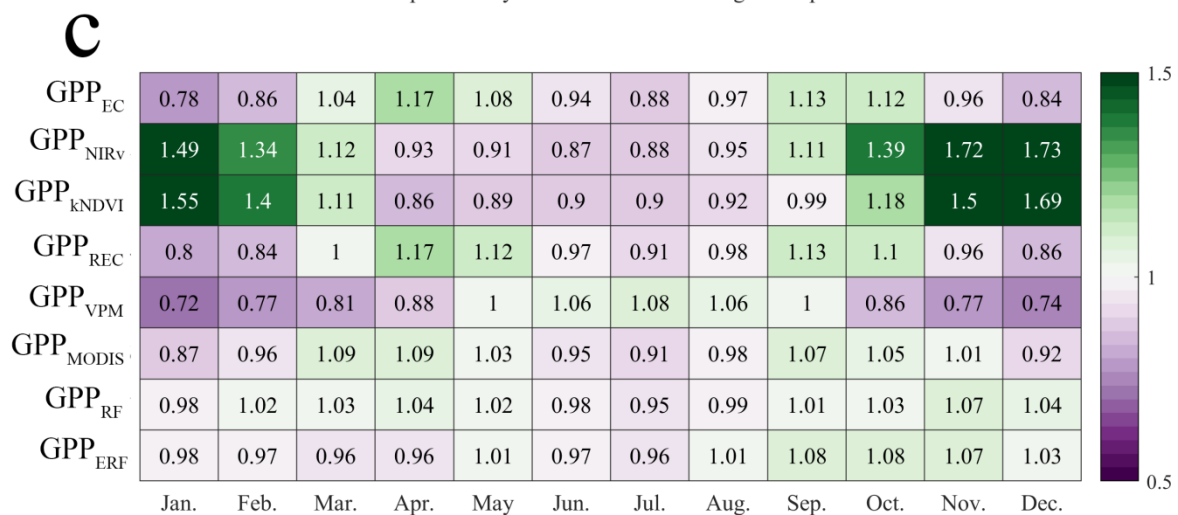 c
GPP_EC 0.78 0.86 1.04 1.17 1.08 0.94 0.88 0.97 1.13 1.12 0.96 0.84
GPP_NIRv 1.49 1.34 1.12 0.93 0.91 0.87 0.88 0.95 1.11 1.39 1.72 1.73
GPP_kNDVI 1.55 1.4 1.11 0.86 0.89 0.9 0.9 0.92 0.99 1.18 1.5 1.69
GPP_REC 0.8 0.84 1 1.17 1.12 0.97 0.91 0.98 1.13 1.1 0.96 0.86
GPP_VPM 0.72 0.77 0.81 0.88 1 1.06 1.08 1.06 1 0.86 0.77 0.74
GPP_MODIS 0.87 0.96 1.09 1.09 1.03 0.95 0.91 0.98 1.07 1.05 1.01 0.92
GPP_RF 0.98 1.02 1.03 1.04 1.02 0.98 0.95 0.99 1.01 1.03 1.07 1.04
GPP_ERF 0.98 0.97 0.96 0.96 1.01 0.97 0.96 1.01 1.08 1.08 1.07 1.03
Jan. Feb. Mar. Apr. May Jun. Jul. Aug. Sep. Oct. Nov. Dec.
1.5
1
0.5